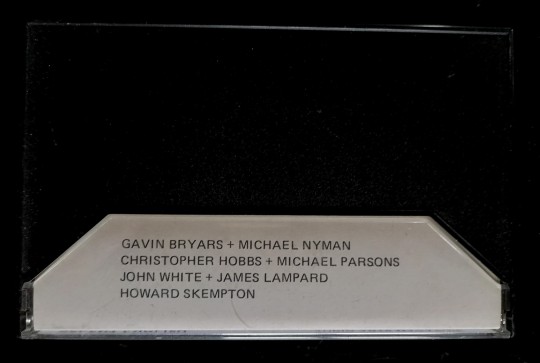 GAVIN BRYARS + MICHAEL NYMAN
CHRISTOPHER HOBBS + MICHAEL PARSONS
JOHN WHITE + JAMES LAMPARD
HOWARD SKEMPTON